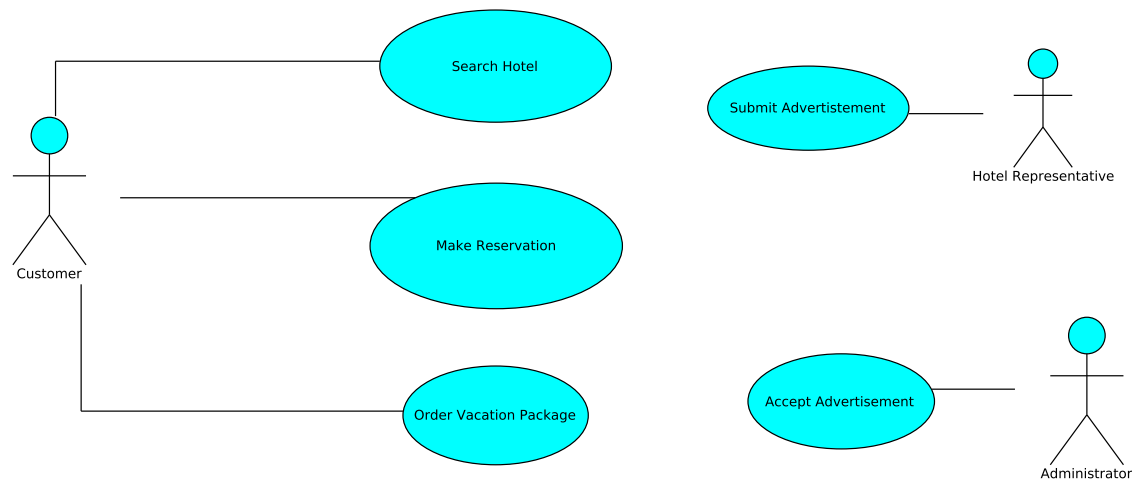 Search Hotel
Submit Advertistement
Hotel Representative
Make Reservation
Customer
Accept Advertisement
Order Vacation Package
Administrator